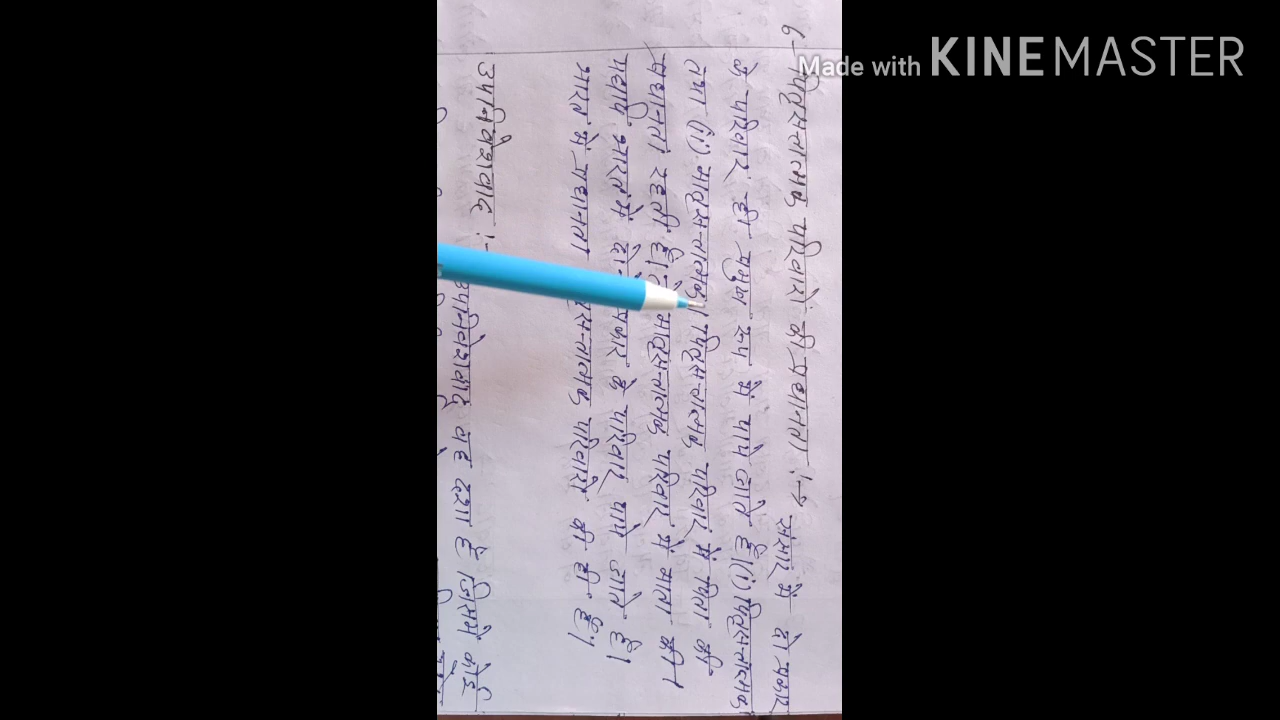 Made with KINEMASTER
6- पितृसत्तात्मक परिवारों की प्रधानता :→ संसार में दो प्रकार
के परिवार ही प्रमुख रूप में पाये जाते हैं। (i) पितृसत्तात्मक
तथा (ii) मातृसत्तात्मक। पितृसत्तात्मक परिवार में पिता की
प्रधानता रहती है। मातृसत्तात्मक परिवार में माता की।
यद्यपि भारत में प्रकार के परिवार पाये जाते हैं।
भारत में प्रधानता परिवारों की ही है।
उपनिवेशवाद :- उपनिवेशवाद वह दशा है जिसमें कोई